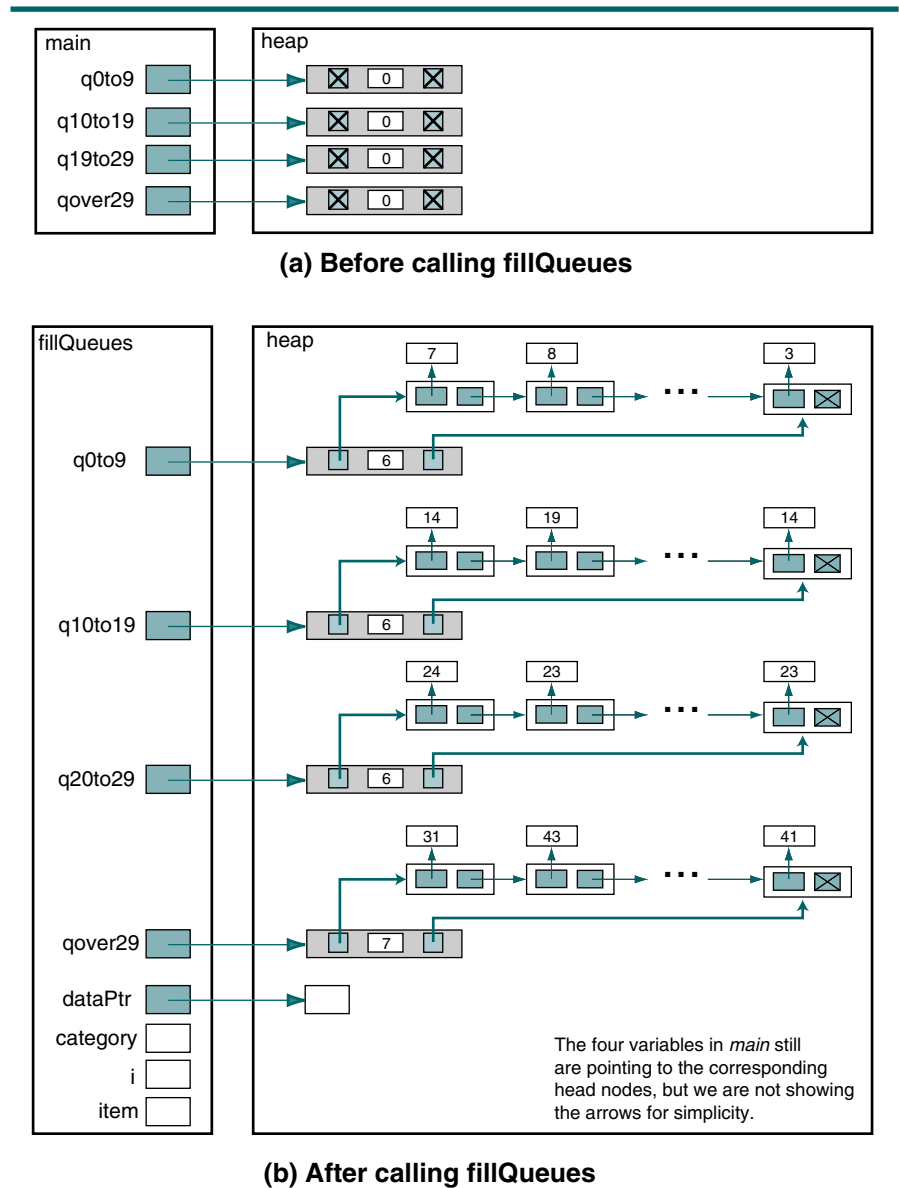 main
heap
q0to9
0
q10to19
0
q19to29
0
qover29
0
(a) Before calling fillQueues
fillQueues
heap
7 8 3
...
q0to9
6
14 19 14
...
q10to19
6
24 23 23
...
q20to29
6
31 43 41
...
qover29
7
dataPtr
category
i
item
The four variables in main still
are pointing to the corresponding
head nodes, but we are not showing
the arrows for simplicity.
(b) After calling fillQueues